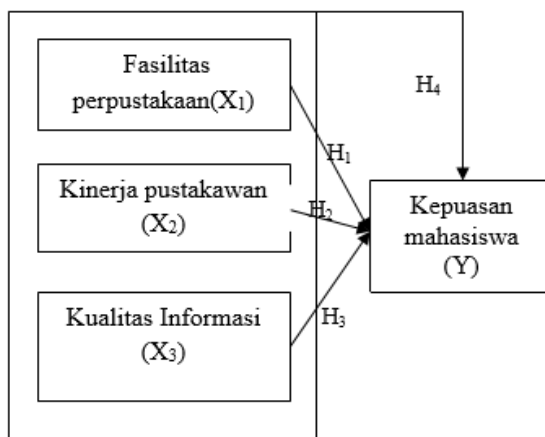 Fasilitas
perpustakaan(X₁)
H₄
H₁
Kinerja pustakawan
(X₂)
H₂
Kepuasan
mahasiswa
(Y)
Kualitas Informasi
(X₃)
H₃